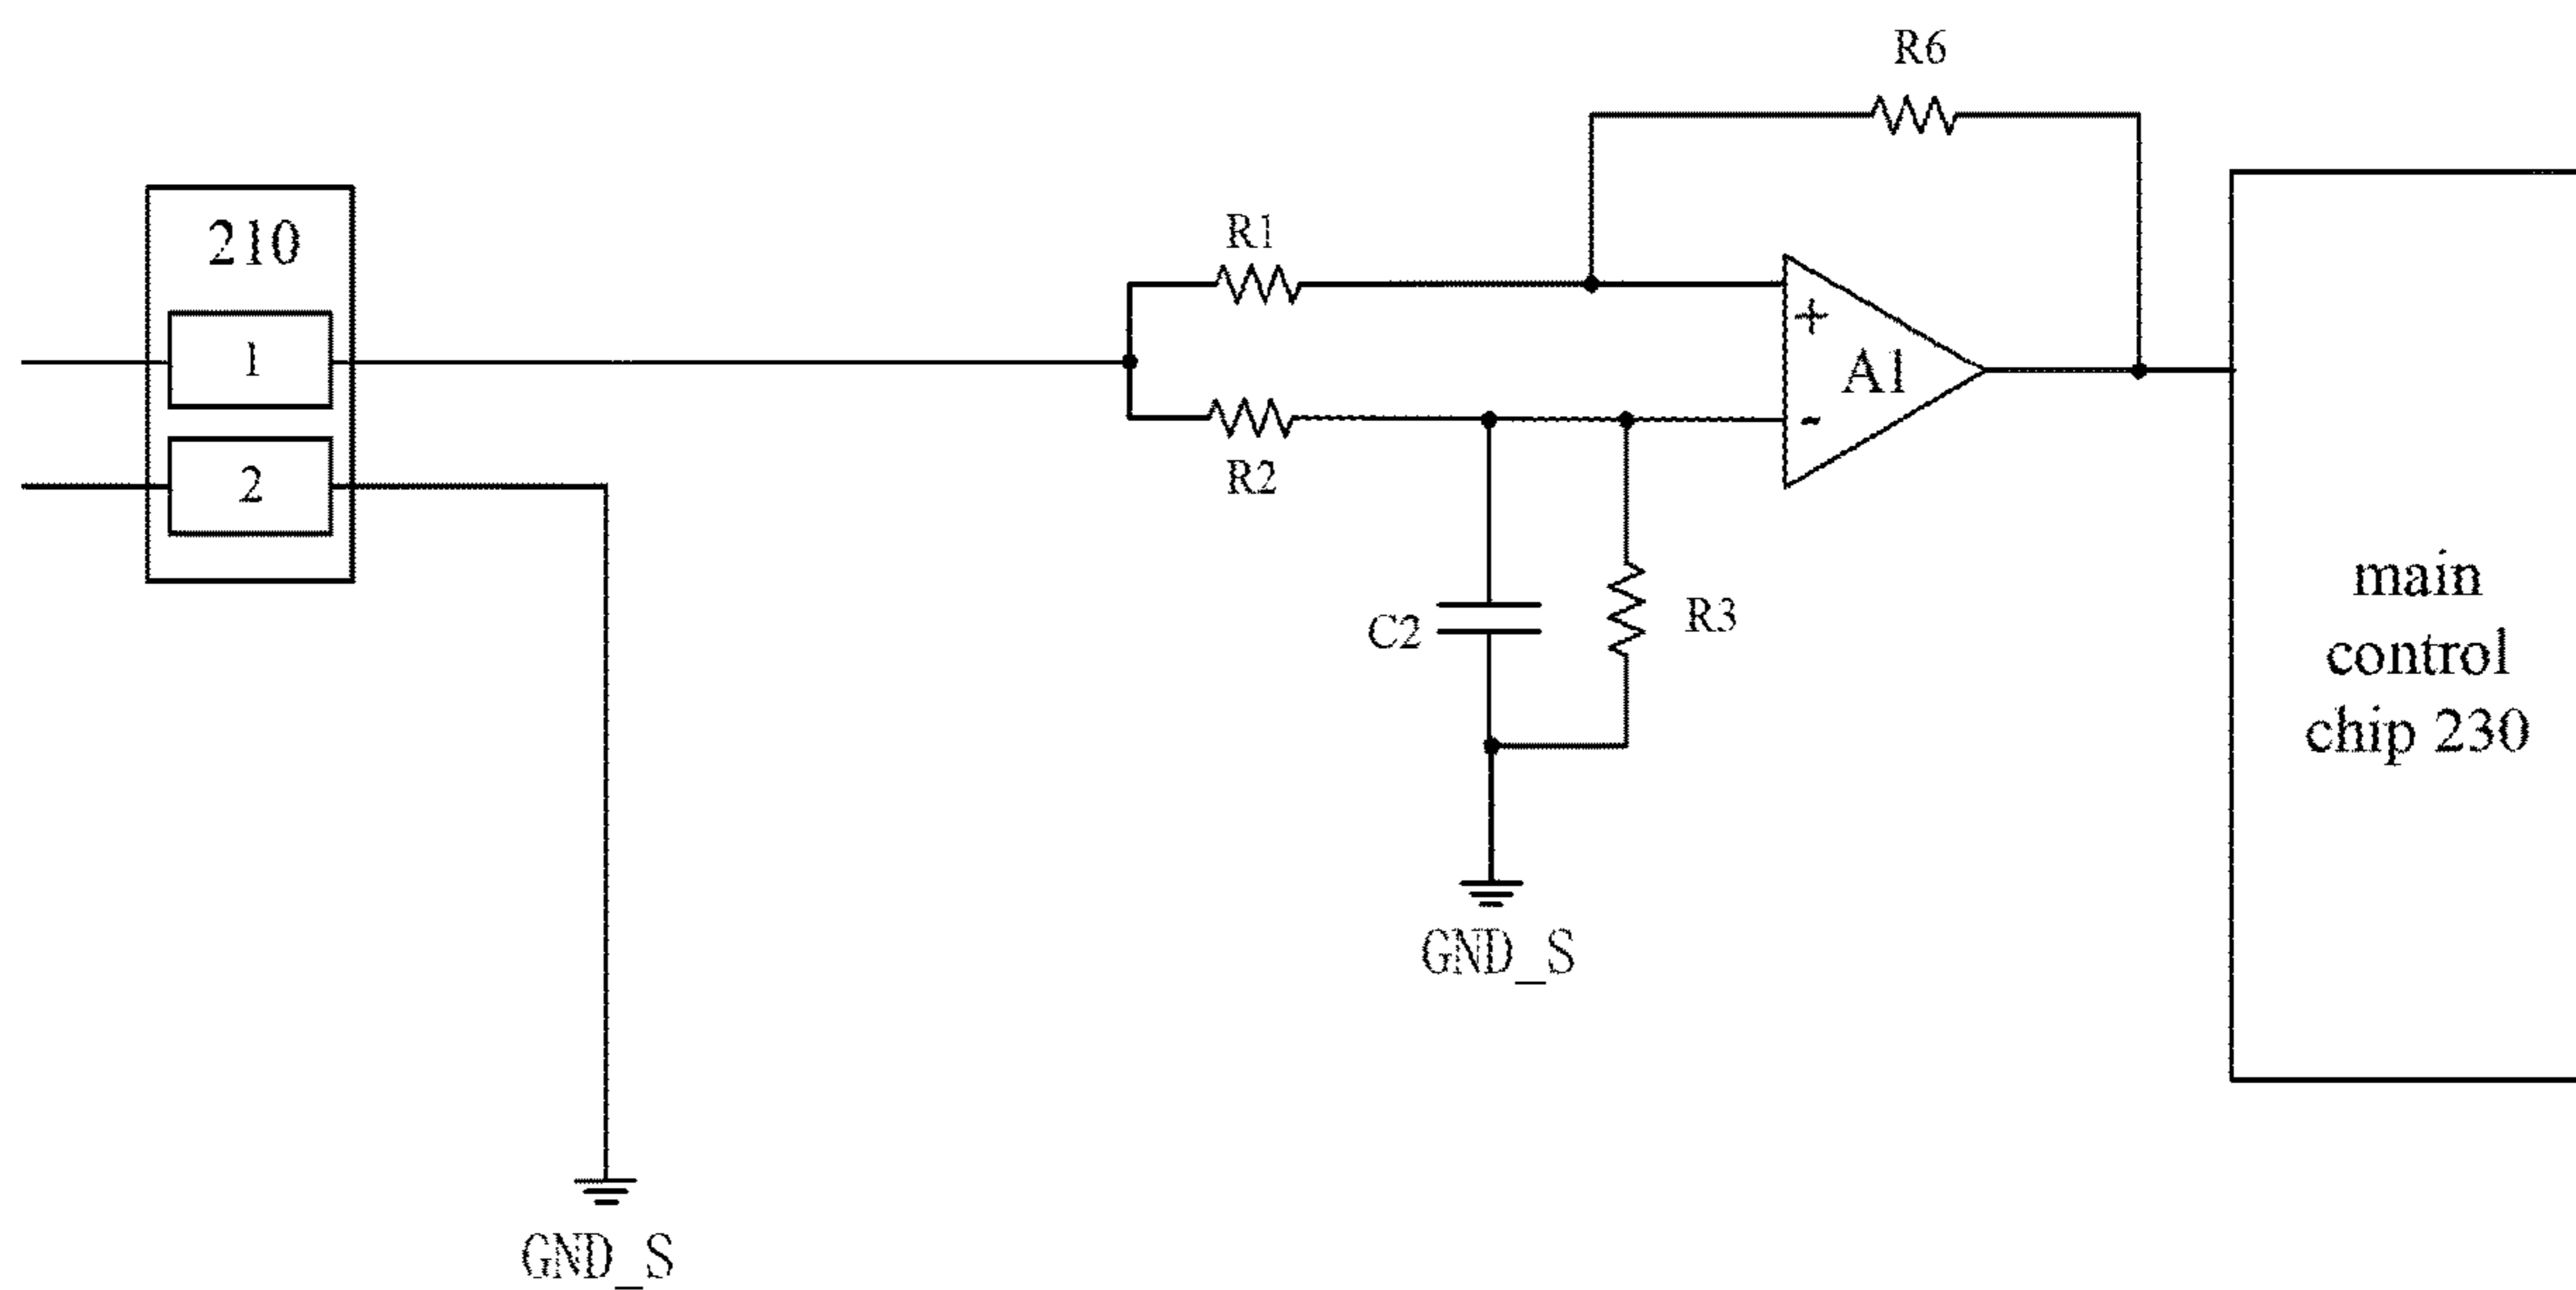 R6
210
R1
1
+
A1
-
2
R2
main
control
chip 230
C2
R3
GND_S
GND_S